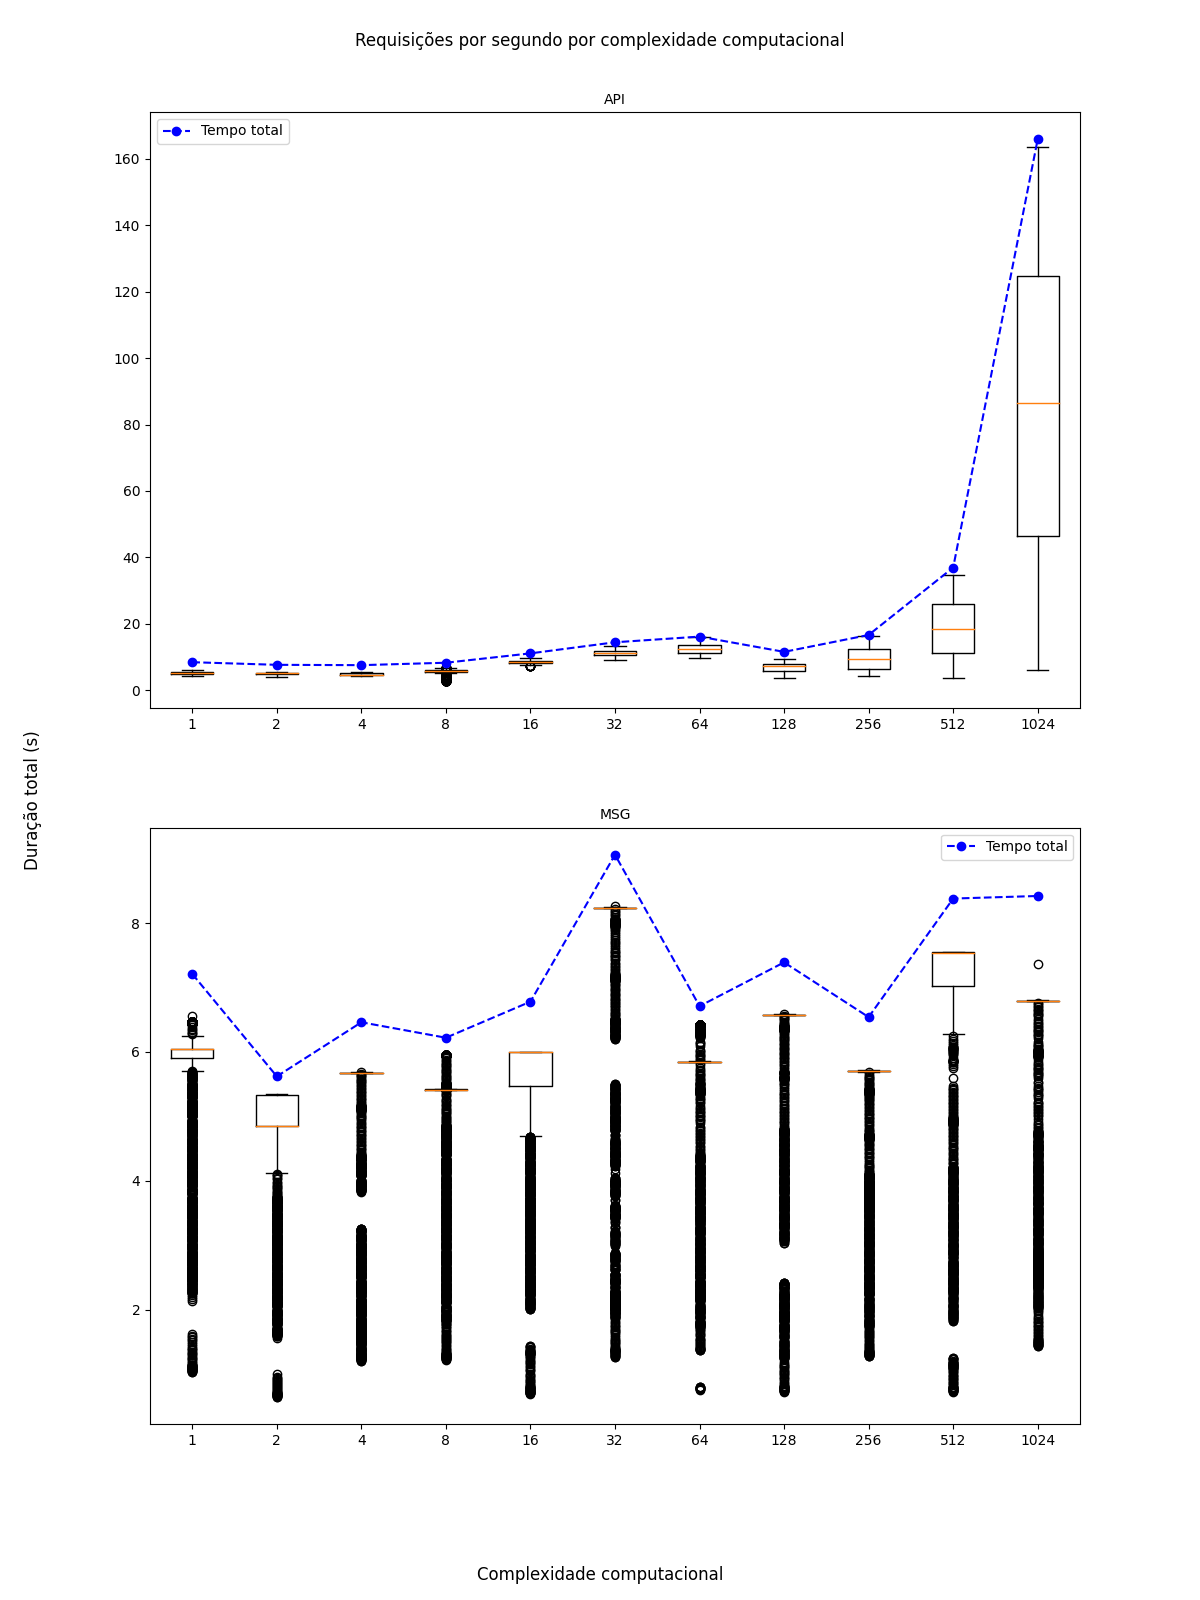 Requisições por segundo por complexidade computacional
API
Tempo total
160
140
120
100
80
60
40
20
0
1 2 4 8 16 32 64 128 256 512 1024
Duração total (s)
MSG
Tempo total
8
6
4
2
1 2 4 8 16 32 64 128 256 512 1024
Complexidade computacional